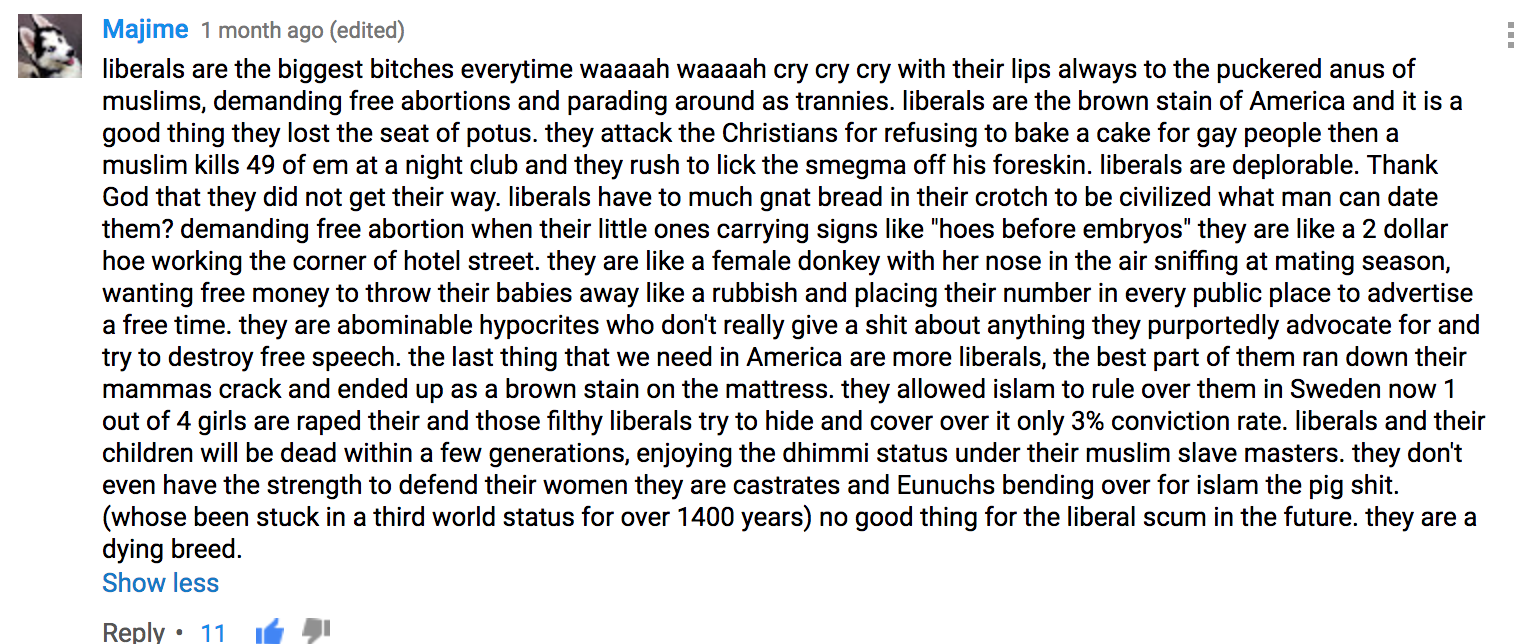 Majime 1 month ago (edited)
liberals are the biggest bitches everytime waaaah waaaah cry cry cry with their lips always to the puckered anus of
muslims, demanding free abortions and parading around as trannies. liberals are the brown stain of America and it is a
good thing they lost the seat of potus. they attack the Christians for refusing to bake a cake for gay people then a
muslim kills 49 of em at a night club and they rush to lick the smegma off his foreskin. liberals are deplorable. Thank
God that they did not get their way. liberals have to much gnat bread in their crotch to be civilized what man can date
them? demanding free abortion when their little ones carrying signs like "hoes before embryos" they are like a 2 dollar
hoe working the corner of hotel street. they are like a female donkey with her nose in the air sniffing at mating season,
wanting free money to throw their babies away like a rubbish and placing their number in every public place to advertise
a free time. they are abominable hypocrites who don't really give a shit about anything they purportedly advocate for and
try to destroy free speech. the last thing that we need in America are more liberals, the best part of them ran down their
mammas crack and ended up as a brown stain on the mattress. they allowed islam to rule over them in Sweden now 1
out of 4 girls are raped their and those filthy liberals try to hide and cover over it only 3% conviction rate. liberals and their
children will be dead within a few generations, enjoying the dhimmi status under their muslim slave masters. they don't
even have the strength to defend their women they are castrates and Eunuchs bending over for islam the pig shit.
(whose been stuck in a third world status for over 1400 years) no good thing for the liberal scum in the future. they are a
dying breed.
Show less
Reply • 11